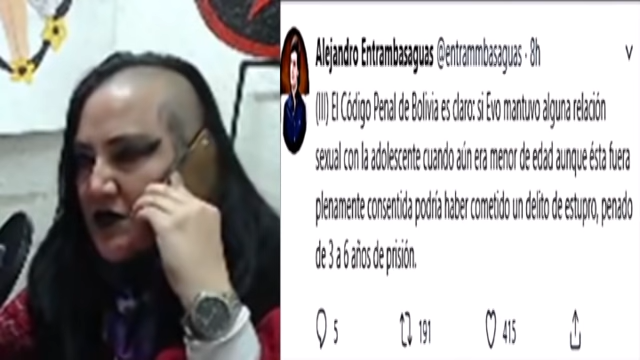 Alejandro Entrambasaguas @entrammbasaguas · 8h
(III) El Código Penal de Bolivia es claro: si Evo mantuvo alguna relación
sexual con la adolescente cuando aún era menor de edad aunque ésta fuera
plenamente consentida podría haber cometido un delito de estupro, penado
de 3 a 6 años de prisión.
5 191 415